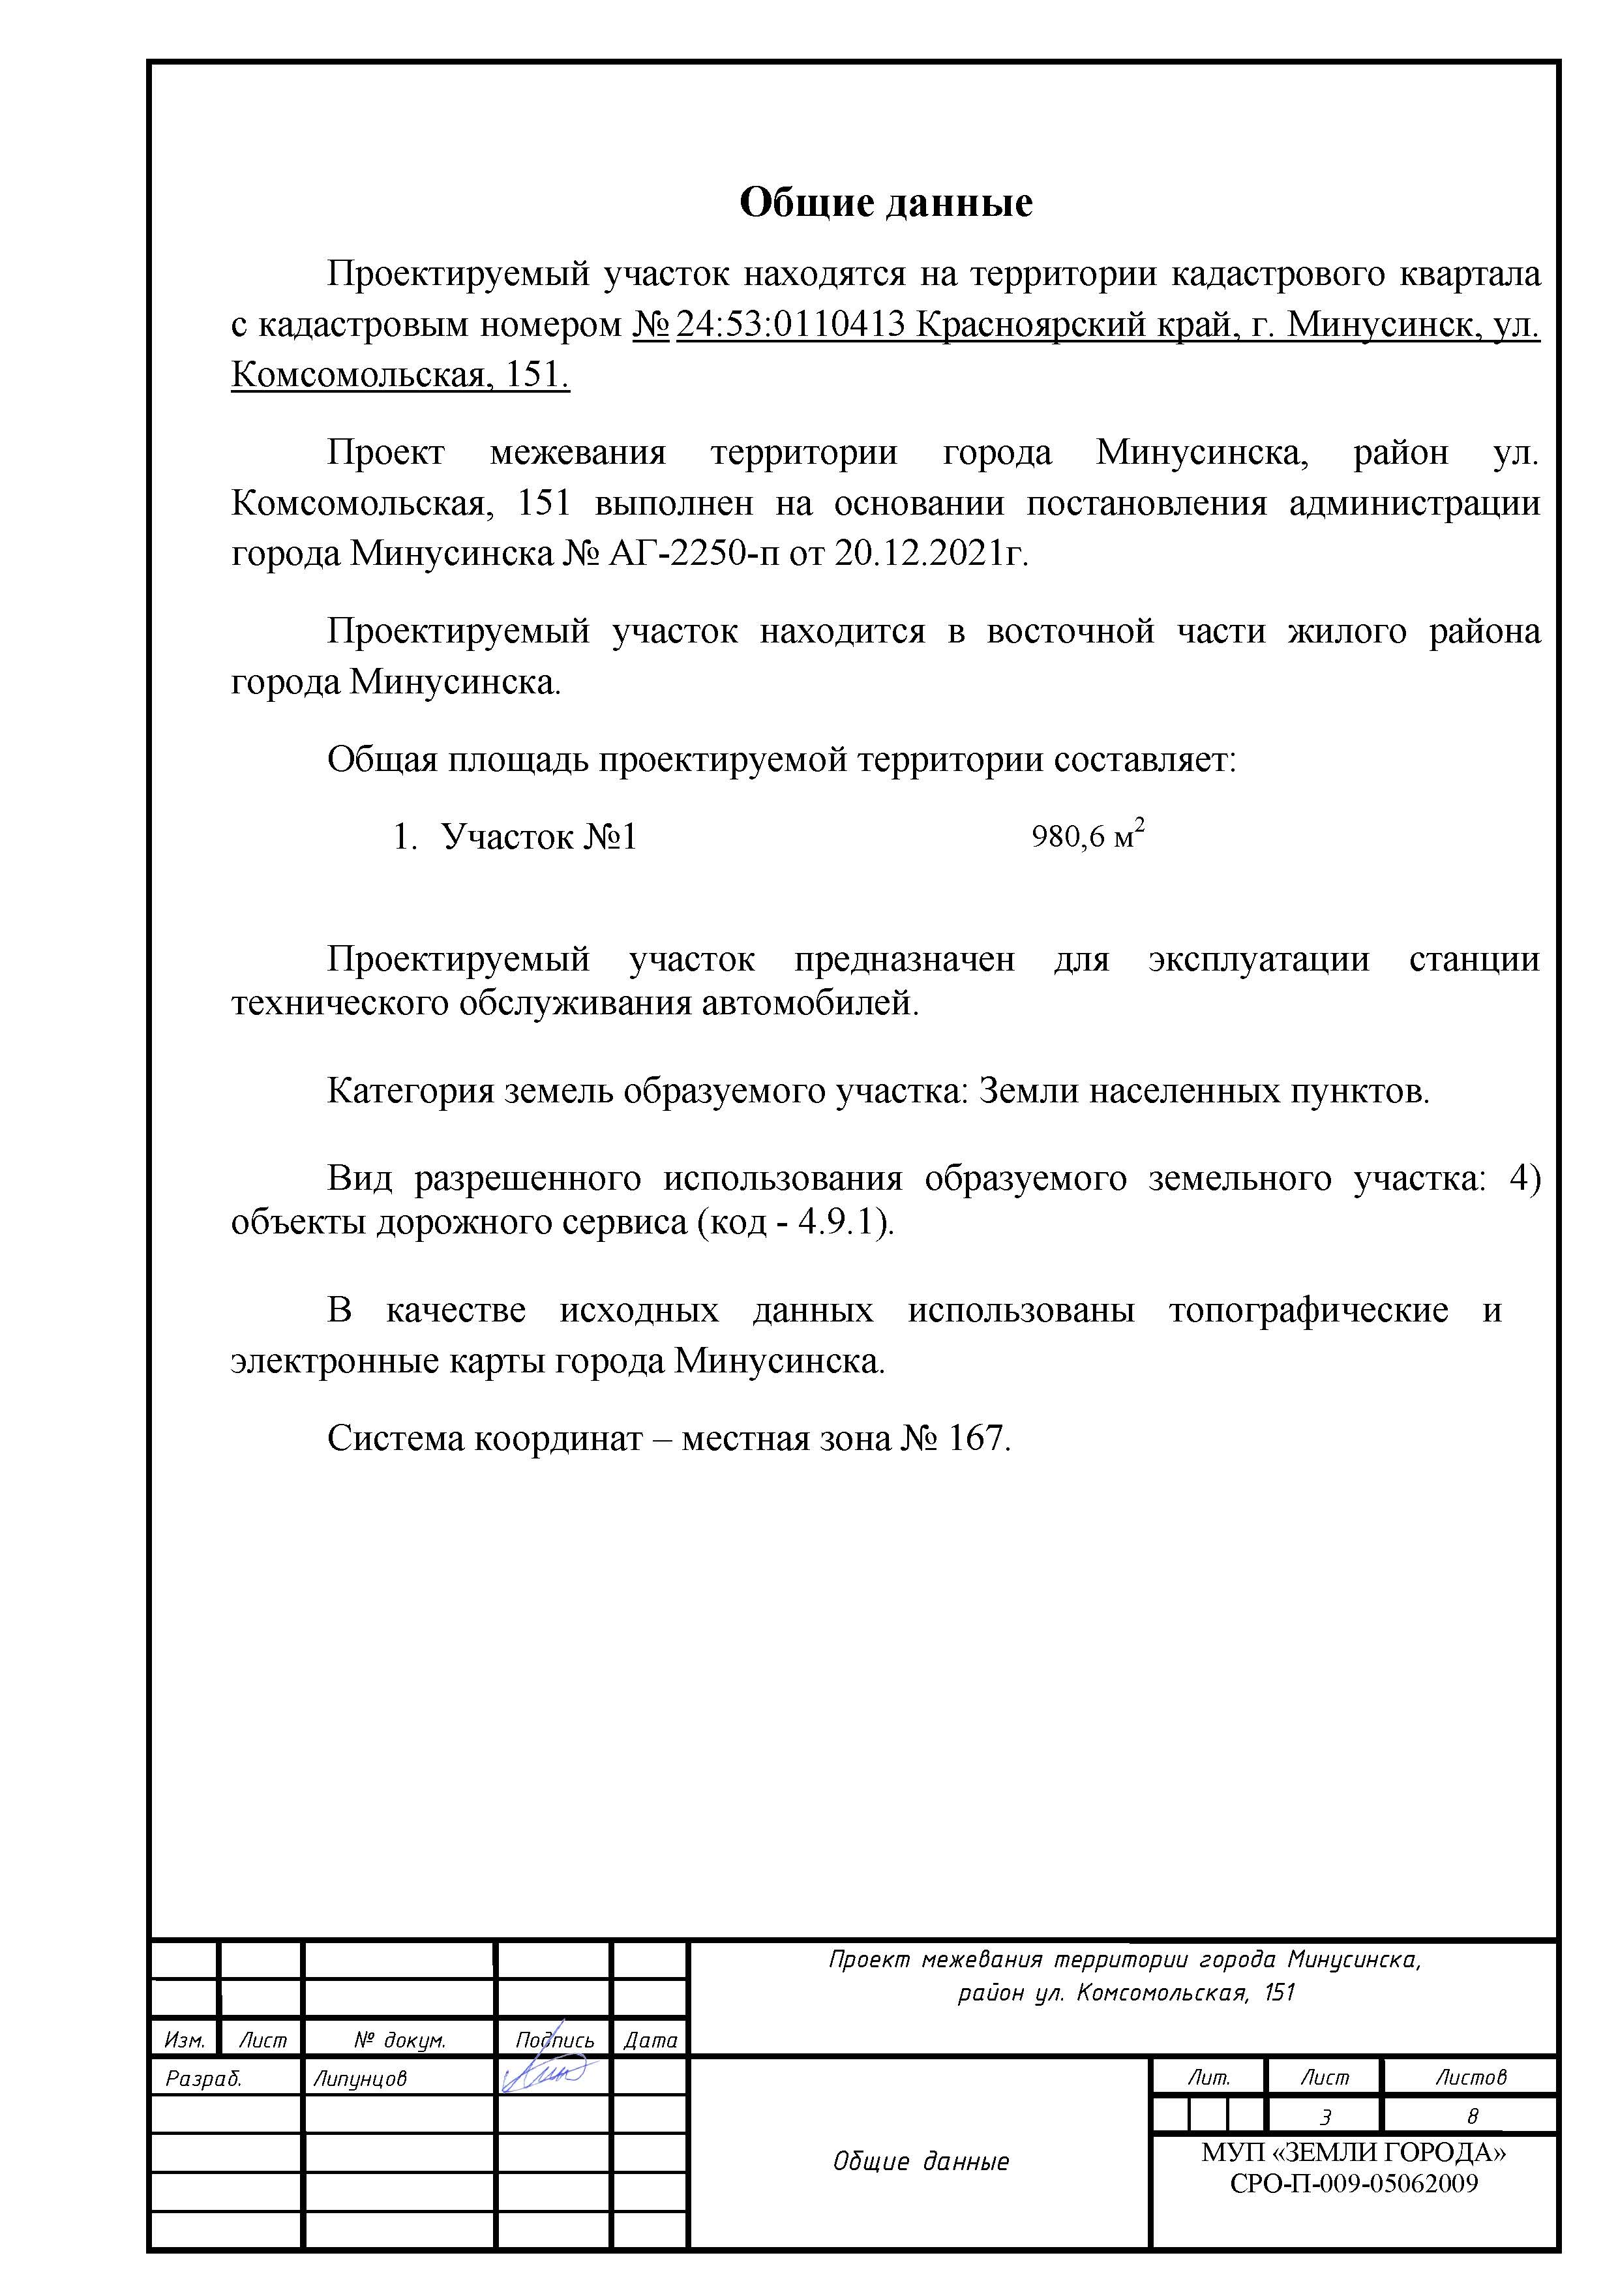 Общие данные
Проектируемый участок находятся на территории кадастрового квартала
с кадастровым номером № 24:53:0110413 Красноярский край, г. Минусинск, ул.
Комсомольская, 151.
Проект межевания территории города Минусинска, район ул.
Комсомольская, 151 выполнен на основании постановления администрации
города Минусинска № АГ-2250-п от 20.12.2021г.
Проектируемый участок находится в восточной части жилого района
города Минусинска.
Общая площадь проектируемой территории составляет:
1. Участок №1 980,6 м²
Проектируемый участок предназначен для эксплуатации станции
технического обслуживания автомобилей.
Категория земель образуемого участка: Земли населенных пунктов.
Вид разрешенного использования образуемого земельного участка: 4)
объекты дорожного сервиса (код - 4.9.1).
В качестве исходных данных использованы топографические и
электронные карты города Минусинска.
Система координат – местная зона № 167.
Проект межевания территории города Минусинска,
район ул. Комсомольская, 151
Изм. Лист № докум. Подпись Дата
Разраб. Липунцов
Общие данные
Лит. Лист Листов
3 8
МУП «ЗЕМЛИ ГОРОДА»
СРО-П-009-05062009